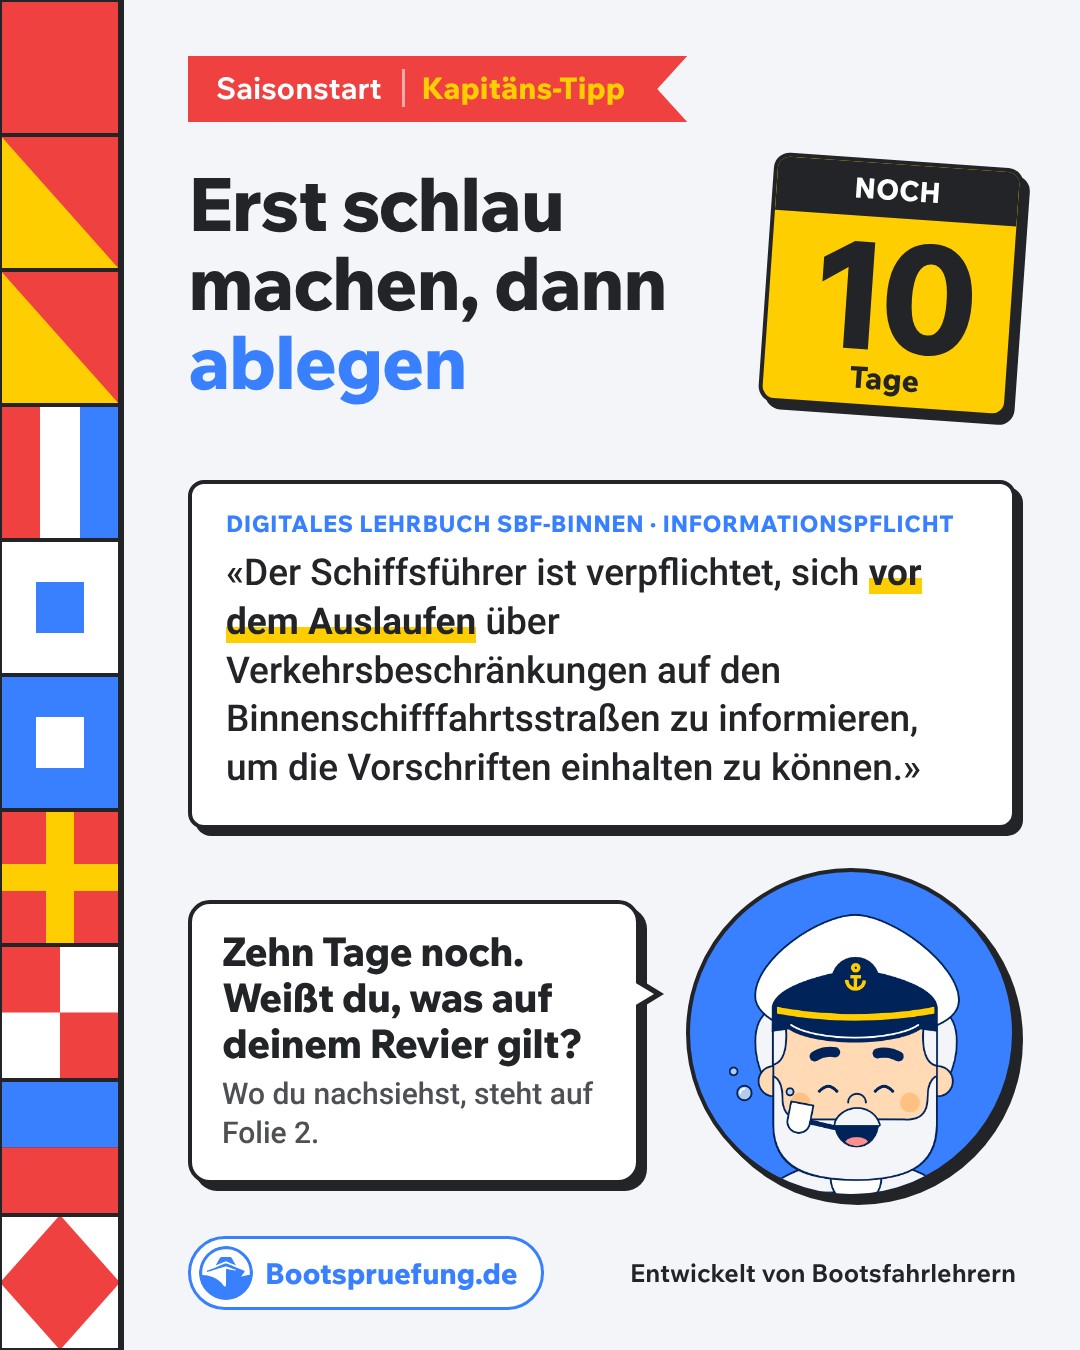 Saisonstart | Kapitäns-Tipp
Erst schlau
machen, dann
ablegen
NOCH
10
Tage
DIGITALES LEHRBUCH SBF-BINNEN · INFORMATIONSPFLICHT
«Der Schiffsführer ist verpflichtet, sich vor
dem Auslaufen über
Verkehrsbeschränkungen auf den
Binnenschifffahrtsstraßen zu informieren,
um die Vorschriften einhalten zu können.»
Zehn Tage noch.
Weißt du, was auf
deinem Revier gilt?
Wo du nachsiehst, steht auf
Folie 2.
Bootspruefung.de
Entwickelt von Bootsfahrlehrern